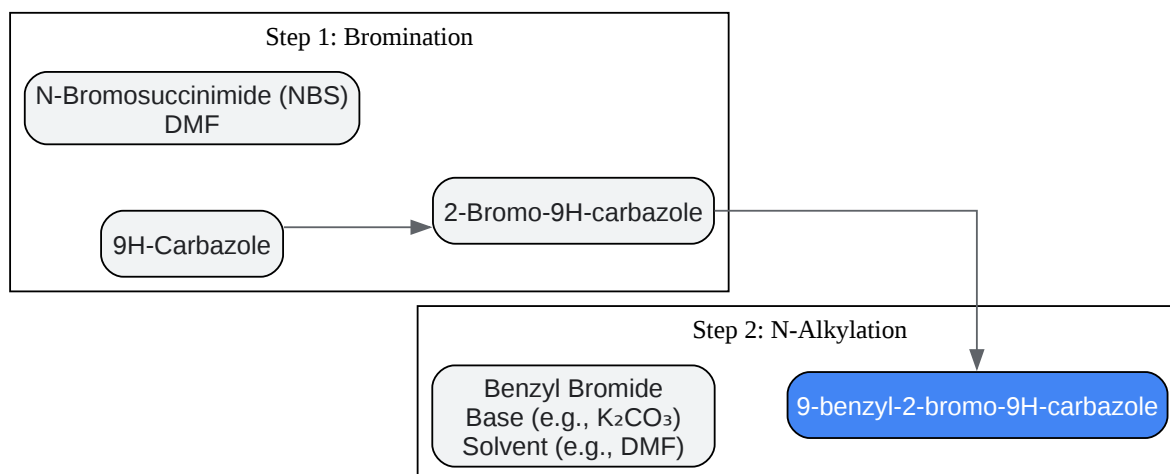 Step 1: Bromination
N-Bromosuccinimide (NBS)
DMF
9H-Carbazole
2-Bromo-9H-carbazole
Step 2: N-Alkylation
Benzyl Bromide
Base (e.g., K₂CO₃)
Solvent (e.g., DMF)
9-benzyl-2-bromo-9H-carbazole